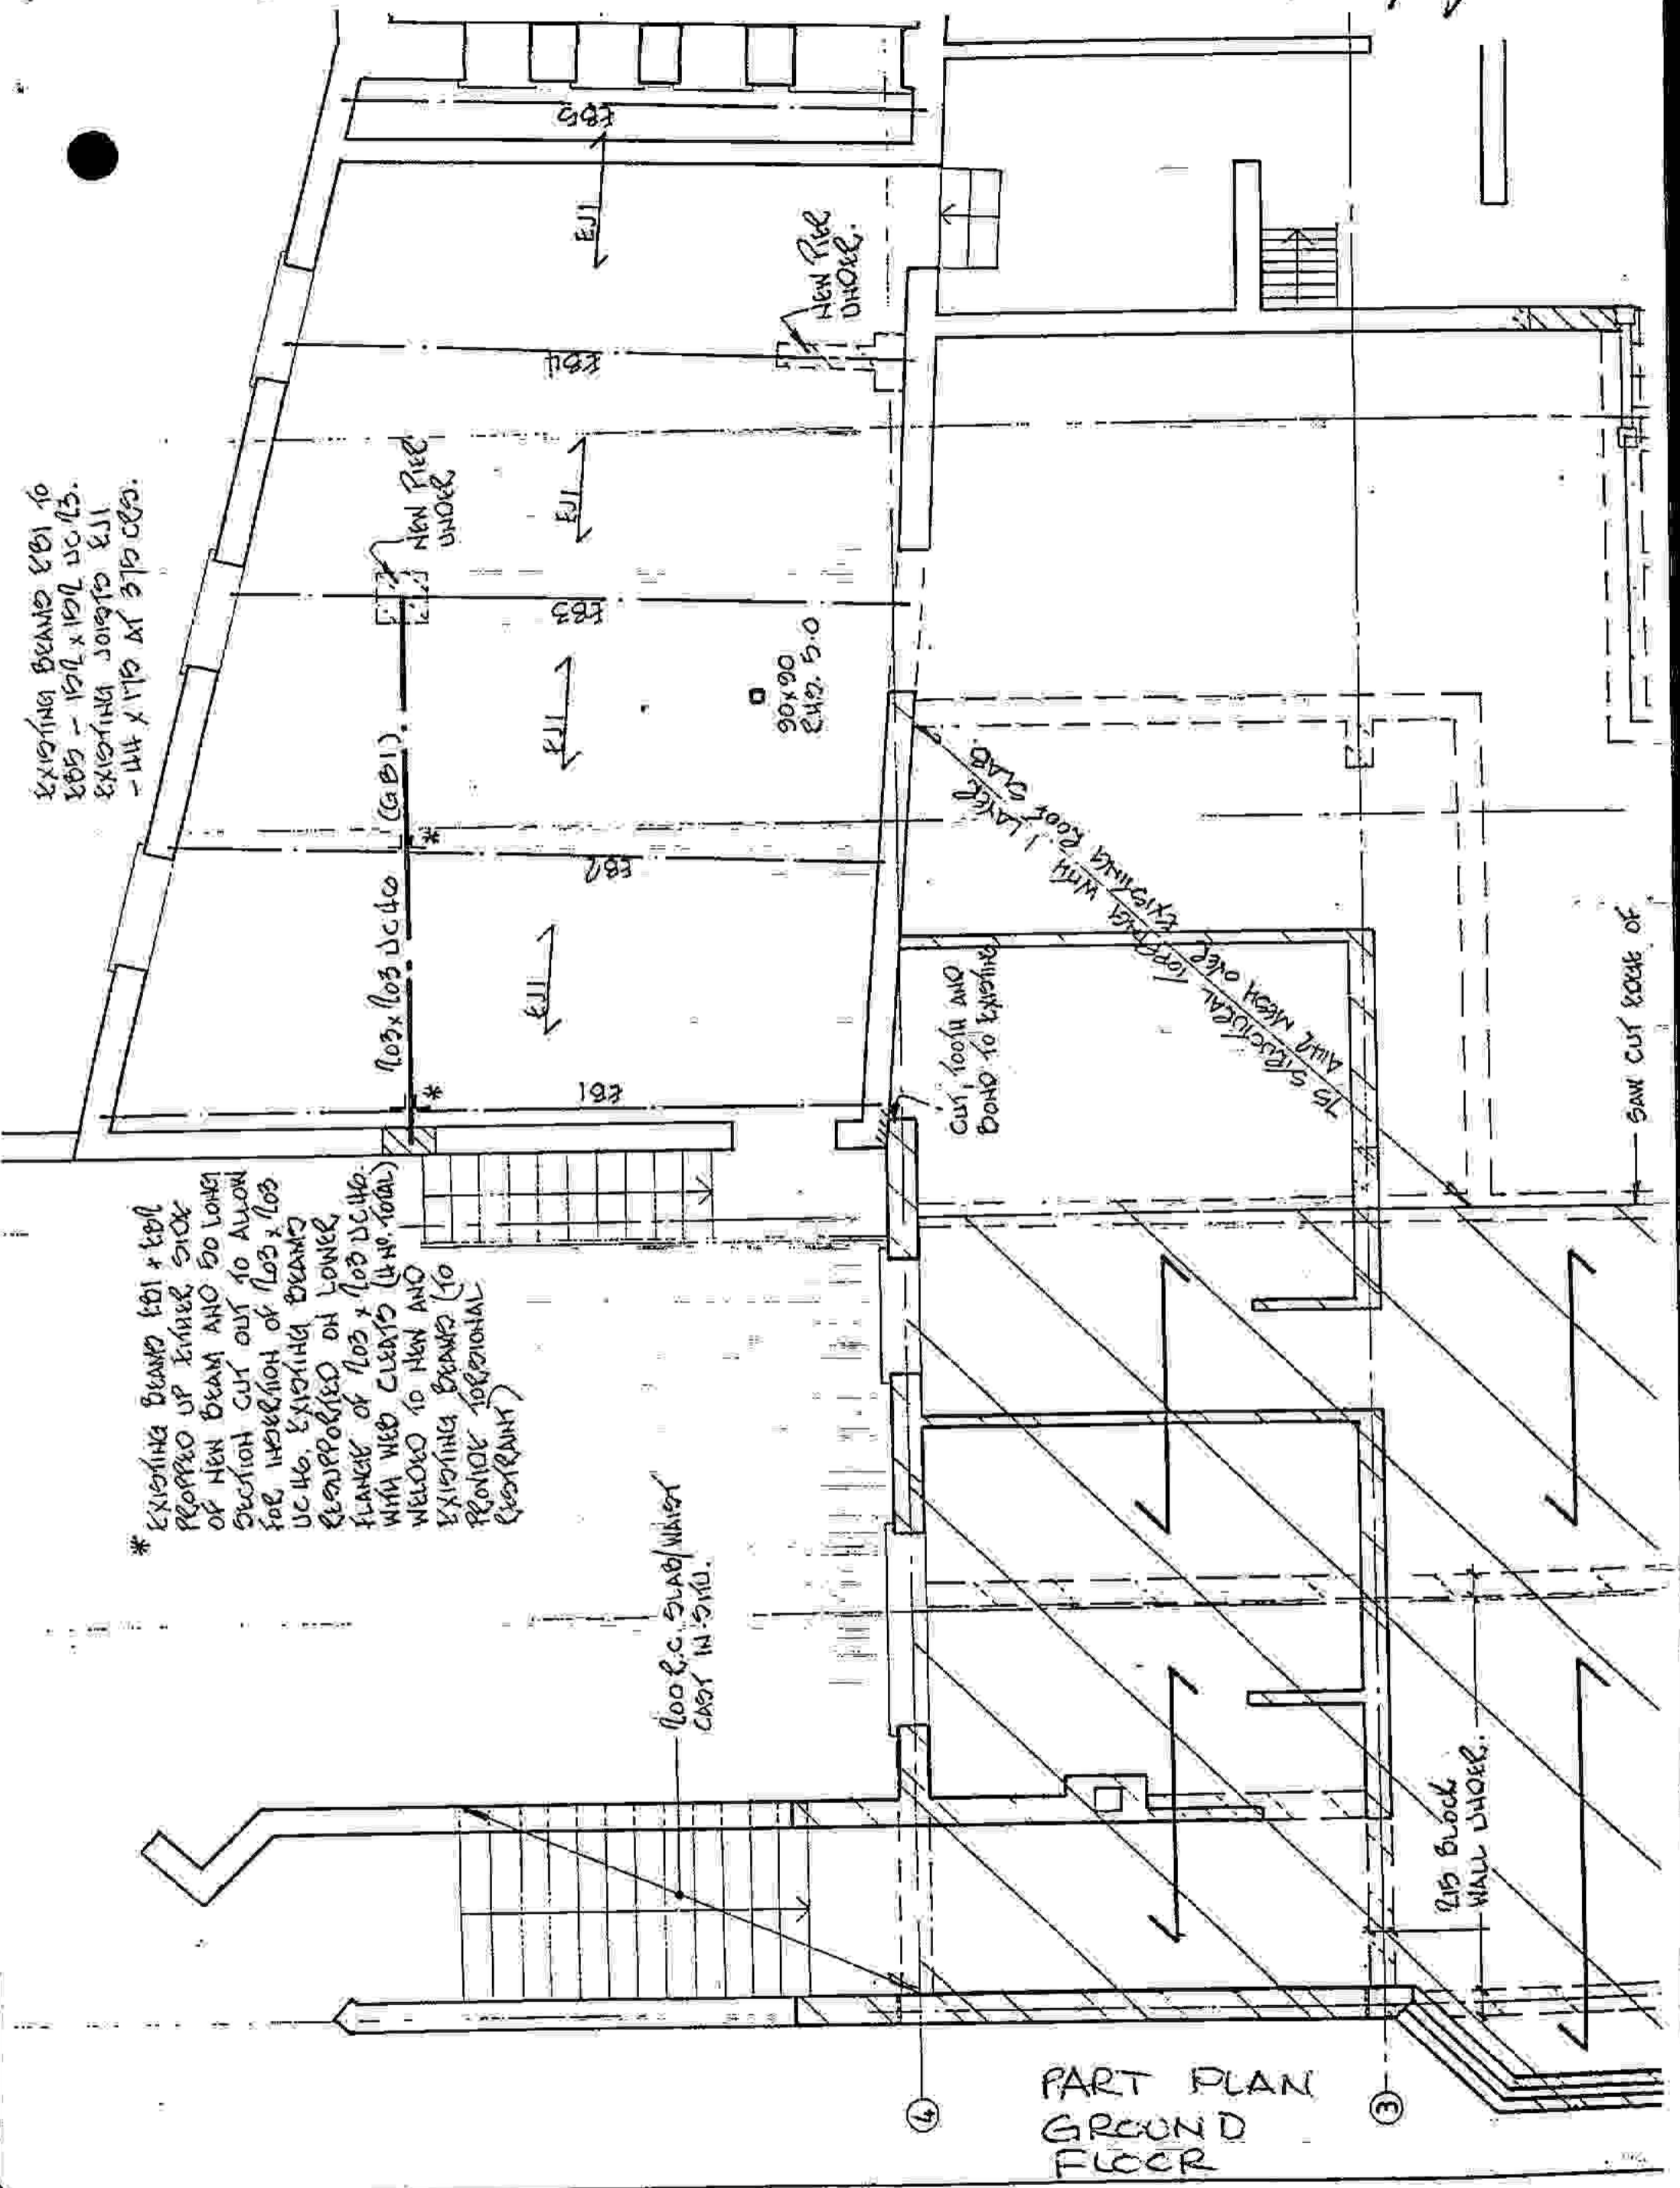 EXISTING BEAMS EB1 TO
EB5 - 152 x 152 UC 23.
EXISTING JOISTS EJ1
- 44 x 175 AT 375 CRS.
* EXISTING BEAMS EB1 + EB2
PROPPED UP EITHER SIDE
OF NEW BEAM AND 50 LONG
SECTION CUT OUT TO ALLOW
FOR INSERTION OF 203 x 203
UC 46. EXISTING BEAMS
RESUPPORTED ON LOWER
FLANGE OF 203 x 203 UC 46.
WITH WEB CLEATS (4 No. TOTAL)
WELDED TO NEW AND
EXISTING BEAMS (TO
PROVIDE TORSIONAL
RESTRAINT)
203 x 203 UC 46 (GB1).
*
*
NEW PIER
UNDER
NEW PIER
UNDER.
EB1
EB2
EB3
EB4
EB5
EJ1
EJ1
EJ1
EJ1
EJ1
90 x 90
R.H.S. 5.0
200 R.C. SLAB/WAIST
CAST IN-SITU.
CUT, TOOTH AND
BOND TO EXISTING
75 STRUCTURAL TOPPING WITH 1 LAYER
A142 MESH OVER EXISTING ROOF SLAB.
215 BLOCK
WALL UNDER.
SAW CUT EDGE OF
4
3
PART PLAN
GROUND
FLOOR